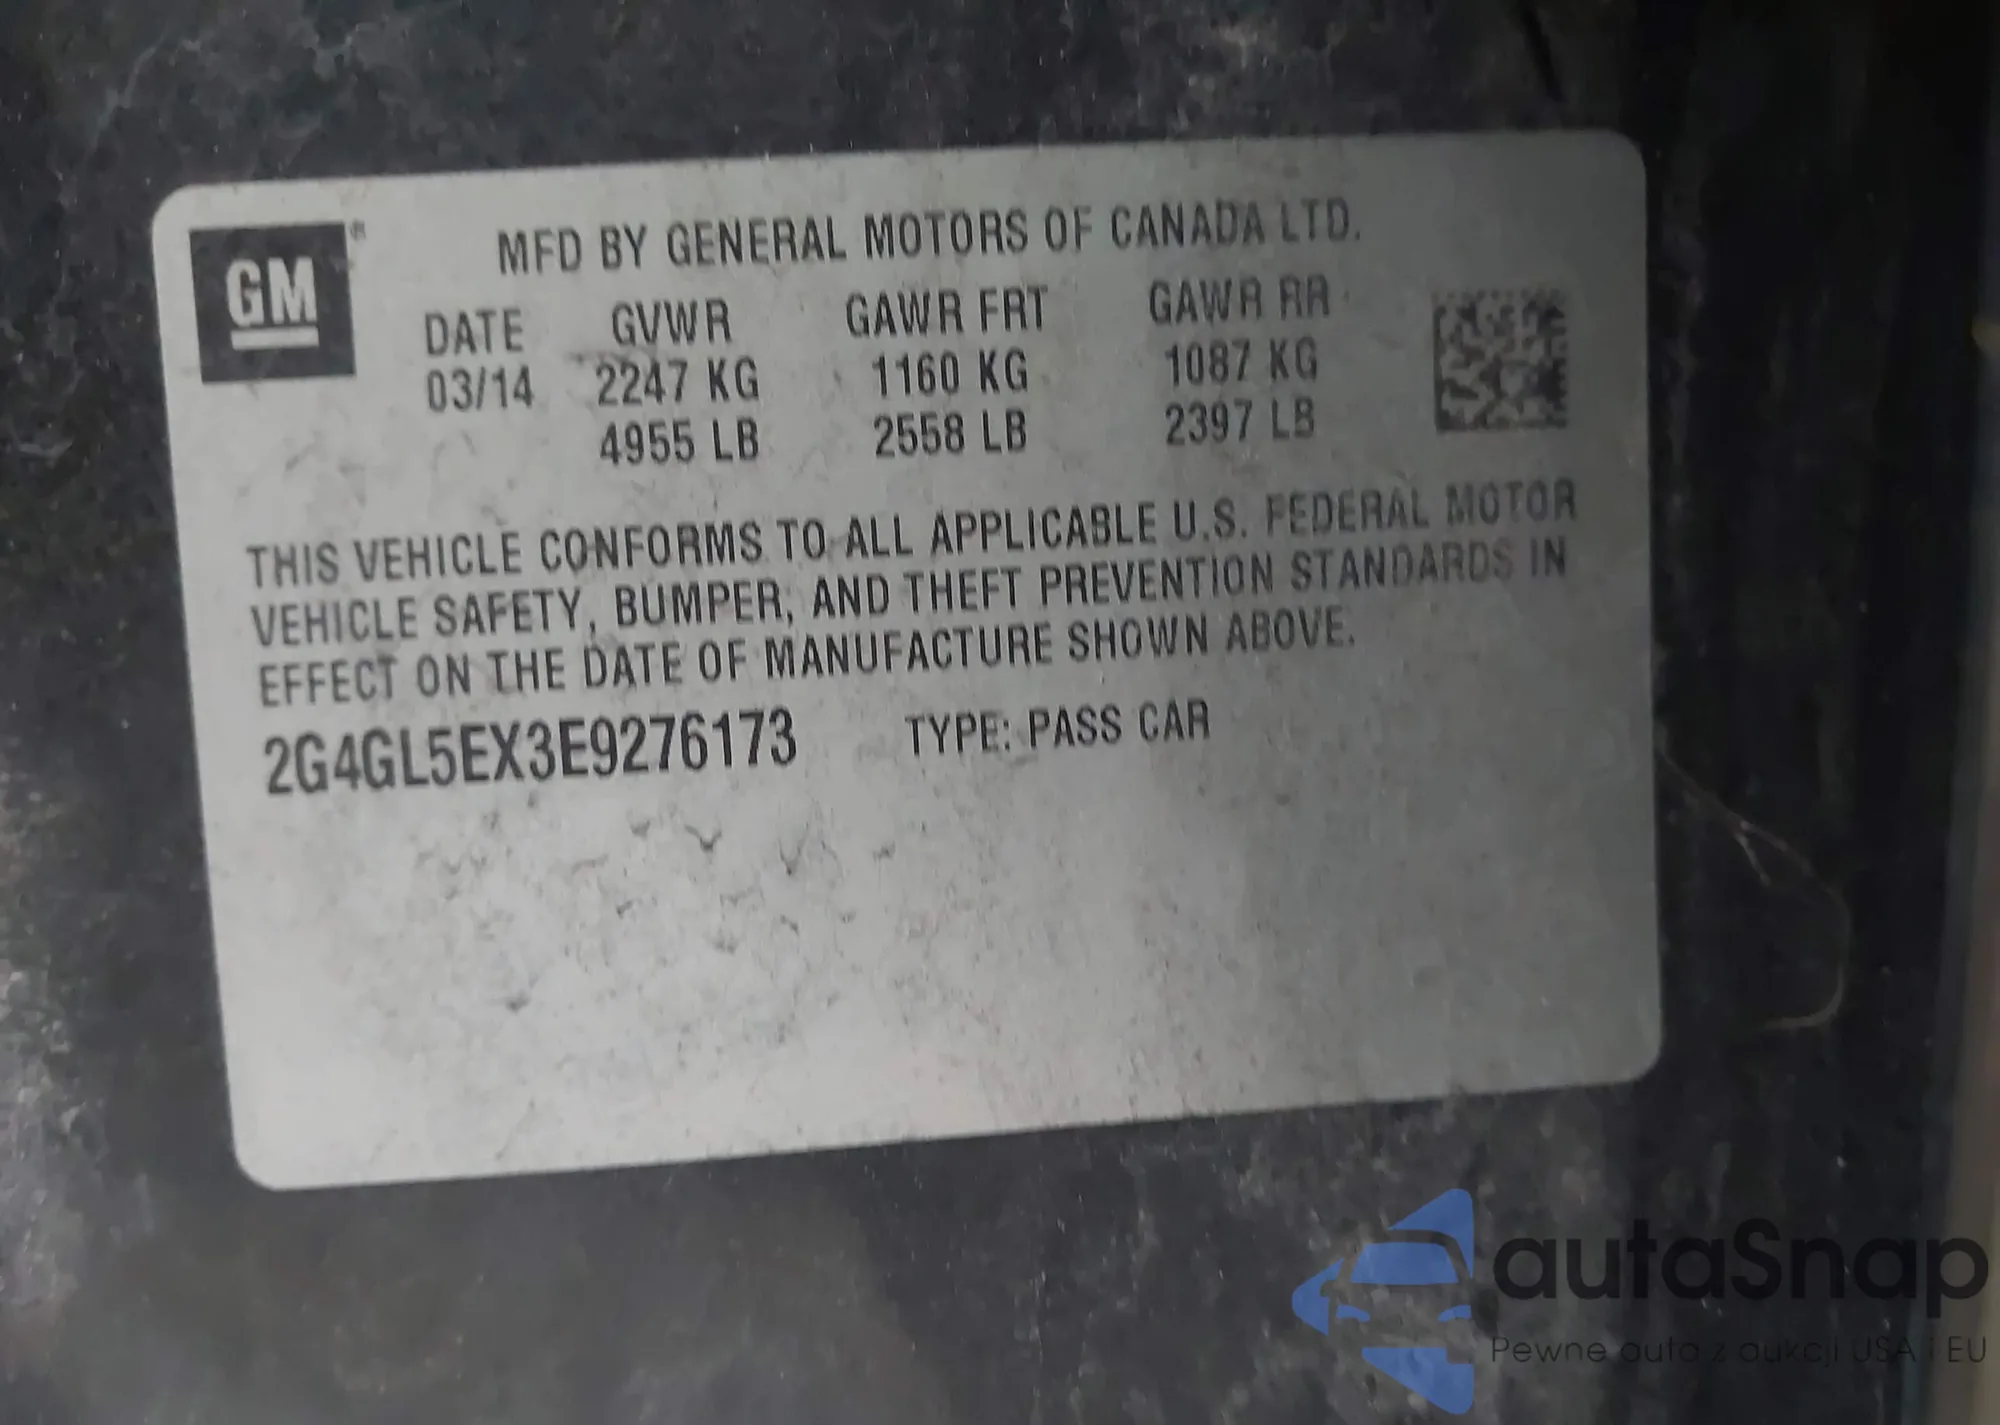 GM®
MFD BY GENERAL MOTORS OF CANADA LTD.
DATE GVWR GAWR FRT GAWR RR
03/14 2247 KG 1160 KG 1087 KG
4955 LB 2558 LB 2397 LB
THIS VEHICLE CONFORMS TO ALL APPLICABLE U.S. FEDERAL MOTOR
VEHICLE SAFETY, BUMPER, AND THEFT PREVENTION STANDARDS IN
EFFECT ON THE DATE OF MANUFACTURE SHOWN ABOVE.
2G4GL5EX3E9276173 TYPE: PASS CAR
autaSnap
Pewne auta z aukcji USA i EU